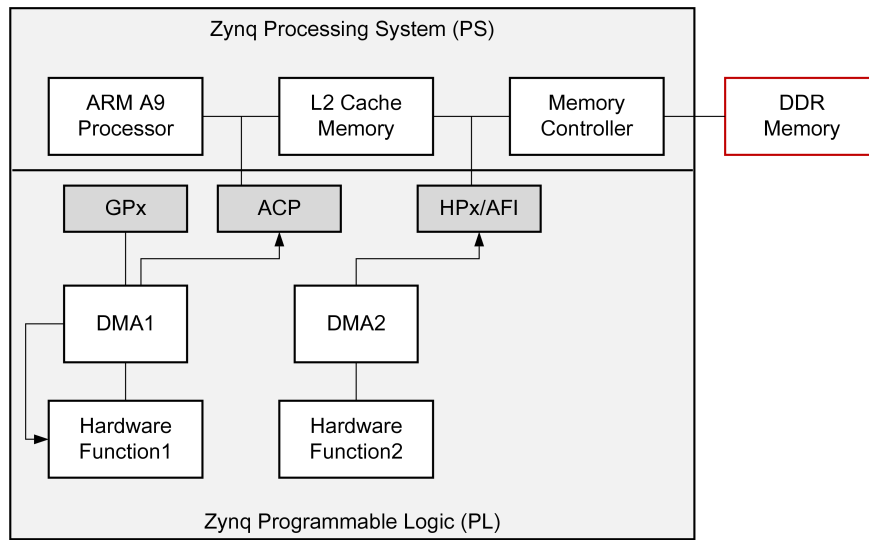 Zynq Processing System (PS)
ARM A9
Processor
L2 Cache
Memory
Memory
Controller
DDR
Memory
GPx
ACP
HPx/AFI
DMA1
DMA2
Hardware
Function1
Hardware
Function2
Zynq Programmable Logic (PL)